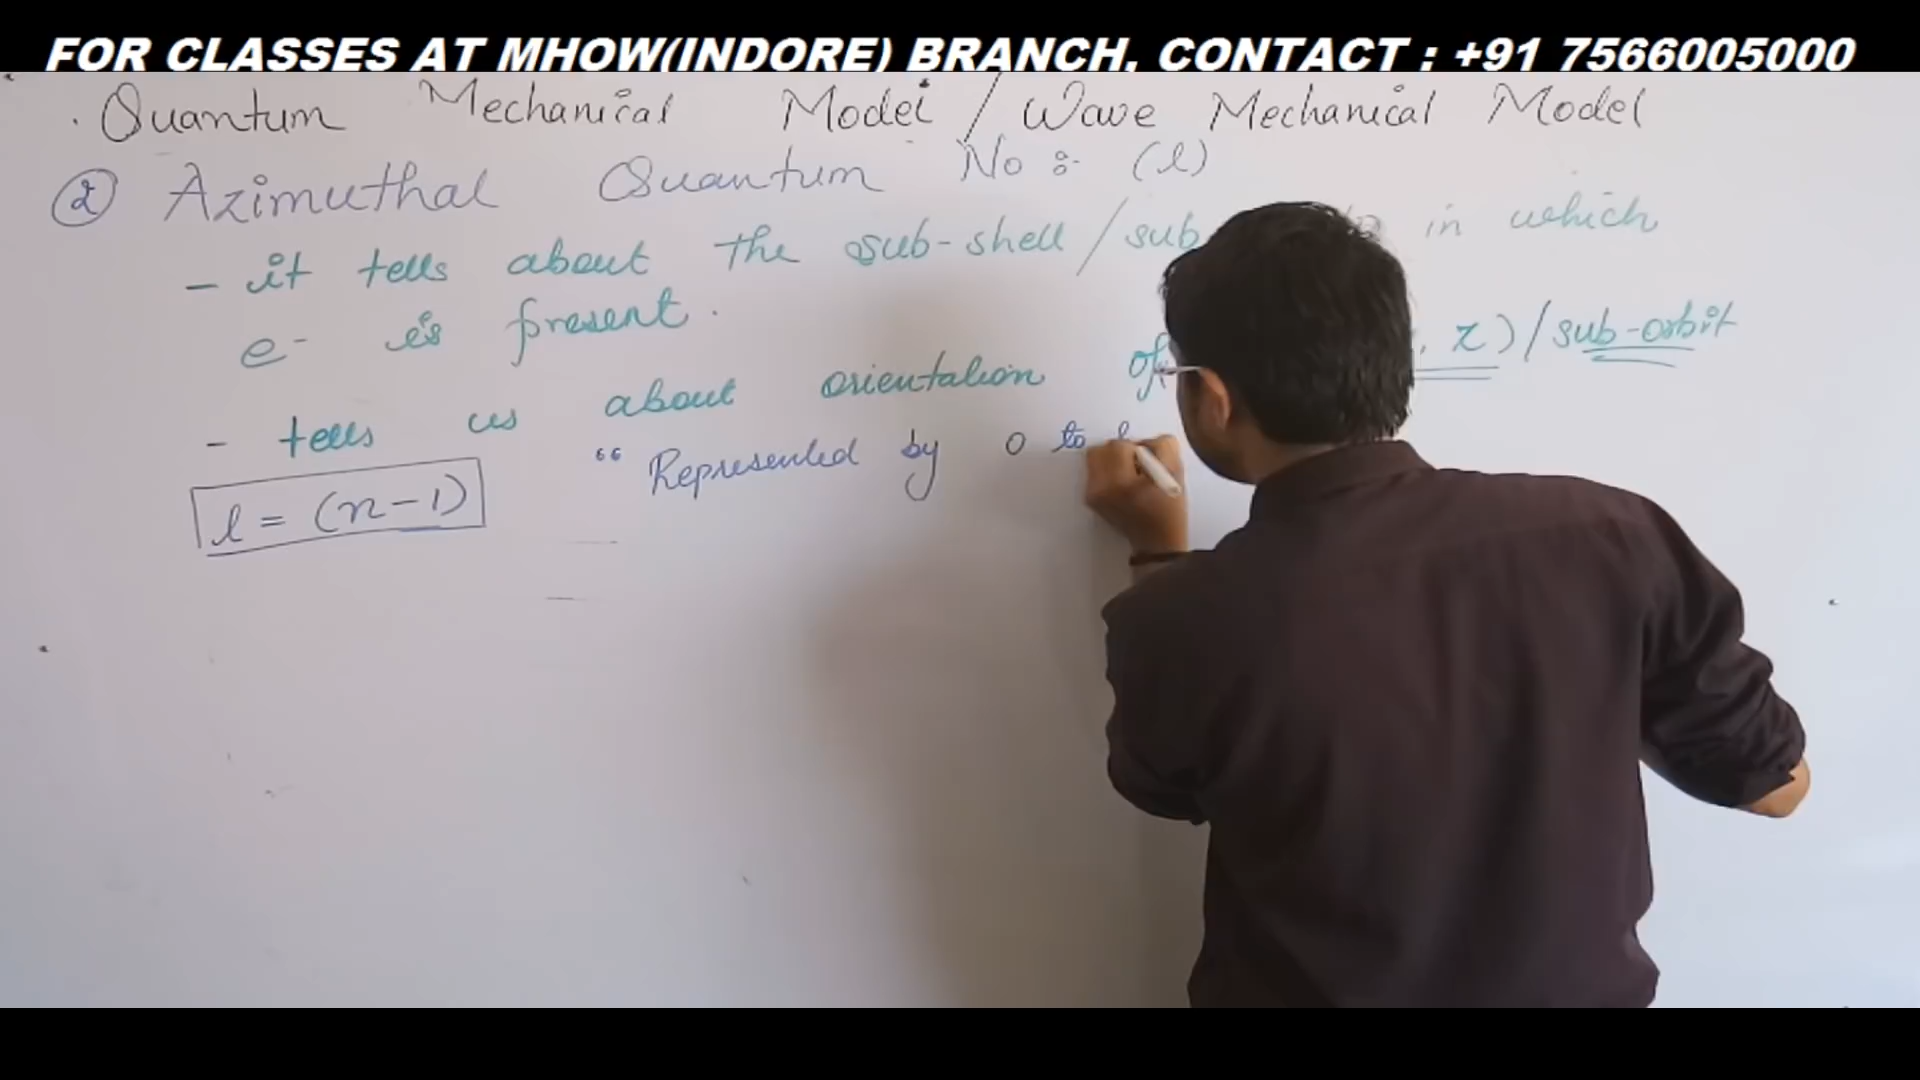 FOR CLASSES AT MHOW(INDORE) BRANCH, CONTACT : +91 7566005000
. Quantum Mechanical Model / Wave Mechanical Model
② Azimuthal Quantum No :- (l)
- it tells about the sub-shell / sub in which
e- is present .
- tells us about orientation of , z) / sub-orbit
l = (n-1) “ Represented by 0 to